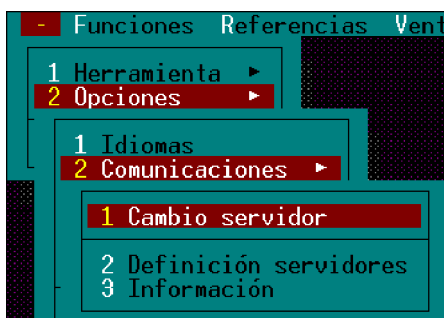 - Funciones Referencias Vent
1 Herramienta ►
2 Opciones ►
1 Idiomas
2 Comunicaciones ►
1 Cambio servidor
2 Definición servidores
3 Información